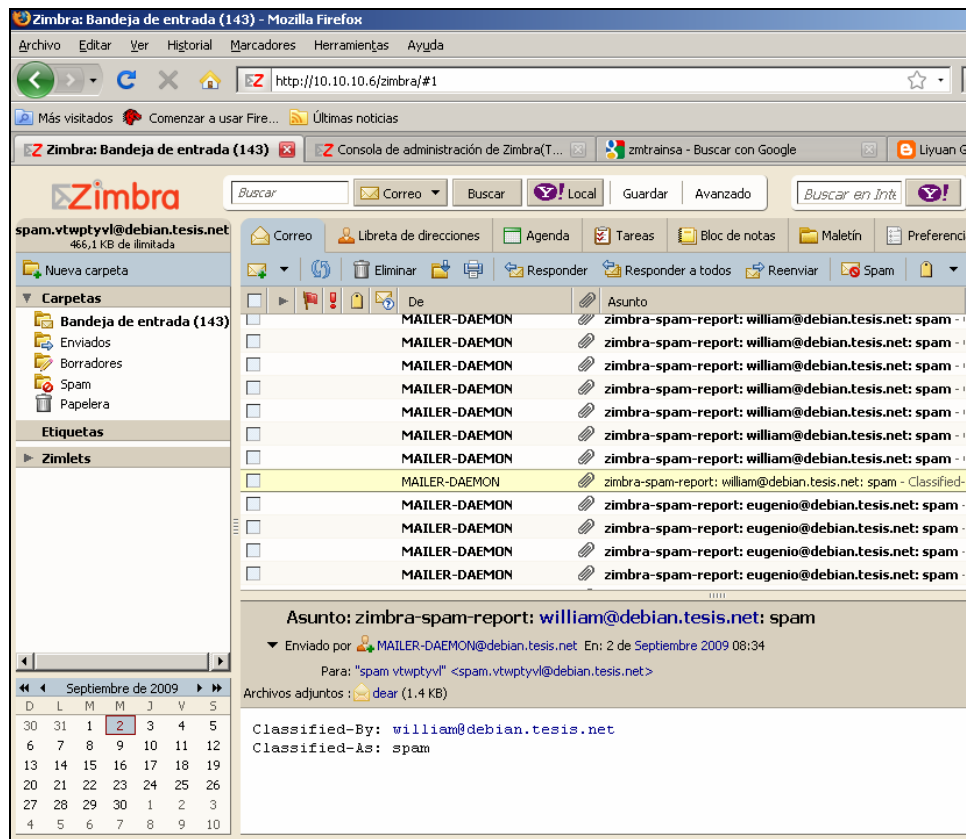 Zimbra: Bandeja de entrada (143) - Mozilla Firefox
Archivo Editar Ver Historial Marcadores Herramientas Ayuda
http://10.10.10.6/zimbra/#1
Más visitados Comenzar a usar Fire... Últimas noticias
Zimbra: Bandeja de entrada (143) Consola de administración de Zimbra(T... zmtrainsa - Buscar con Google Liyuan G
Zimbra Buscar Correo Buscar Y! Local Guardar Avanzado Buscar en Inte Y!
spam.vtwptyvl@debian.tesis.net
466,1 KB de ilimitada
Correo Libreta de direcciones Agenda Tareas Bloc de notas Maletín Preferenci
Nueva carpeta
Eliminar Responder Responder a todos Reenviar Spam
Carpetas
Bandeja de entrada (143)
Enviados
Borradores
Spam
Papelera
Etiquetas
Zimlets
De Asunto
MAILER-DAEMON zimbra-spam-report: william@debian.tesis.net: spam -
MAILER-DAEMON zimbra-spam-report: william@debian.tesis.net: spam -
MAILER-DAEMON zimbra-spam-report: william@debian.tesis.net: spam -
MAILER-DAEMON zimbra-spam-report: william@debian.tesis.net: spam -
MAILER-DAEMON zimbra-spam-report: william@debian.tesis.net: spam -
MAILER-DAEMON zimbra-spam-report: william@debian.tesis.net: spam -
MAILER-DAEMON zimbra-spam-report: william@debian.tesis.net: spam -
MAILER-DAEMON zimbra-spam-report: william@debian.tesis.net: spam - Classified-
MAILER-DAEMON zimbra-spam-report: eugenio@debian.tesis.net: spam -
MAILER-DAEMON zimbra-spam-report: eugenio@debian.tesis.net: spam -
MAILER-DAEMON zimbra-spam-report: eugenio@debian.tesis.net: spam -
MAILER-DAEMON zimbra-spam-report: eugenio@debian.tesis.net: spam -
Asunto: zimbra-spam-report: william@debian.tesis.net: spam
Enviado por MAILER-DAEMON@debian.tesis.net En: 2 de Septiembre 2009 08:34
Para: "spam vtwptyvl" <spam.vtwptyvl@debian.tesis.net>
Archivos adjuntos : dear (1.4 KB)
Classified-By: william@debian.tesis.net
Classified-As: spam
Septiembre de 2009
D L M M J V S
30 31 1 2 3 4 5
6 7 8 9 10 11 12
13 14 15 16 17 18 19
20 21 22 23 24 25 26
27 28 29 30 1 2 3
4 5 6 7 8 9 10